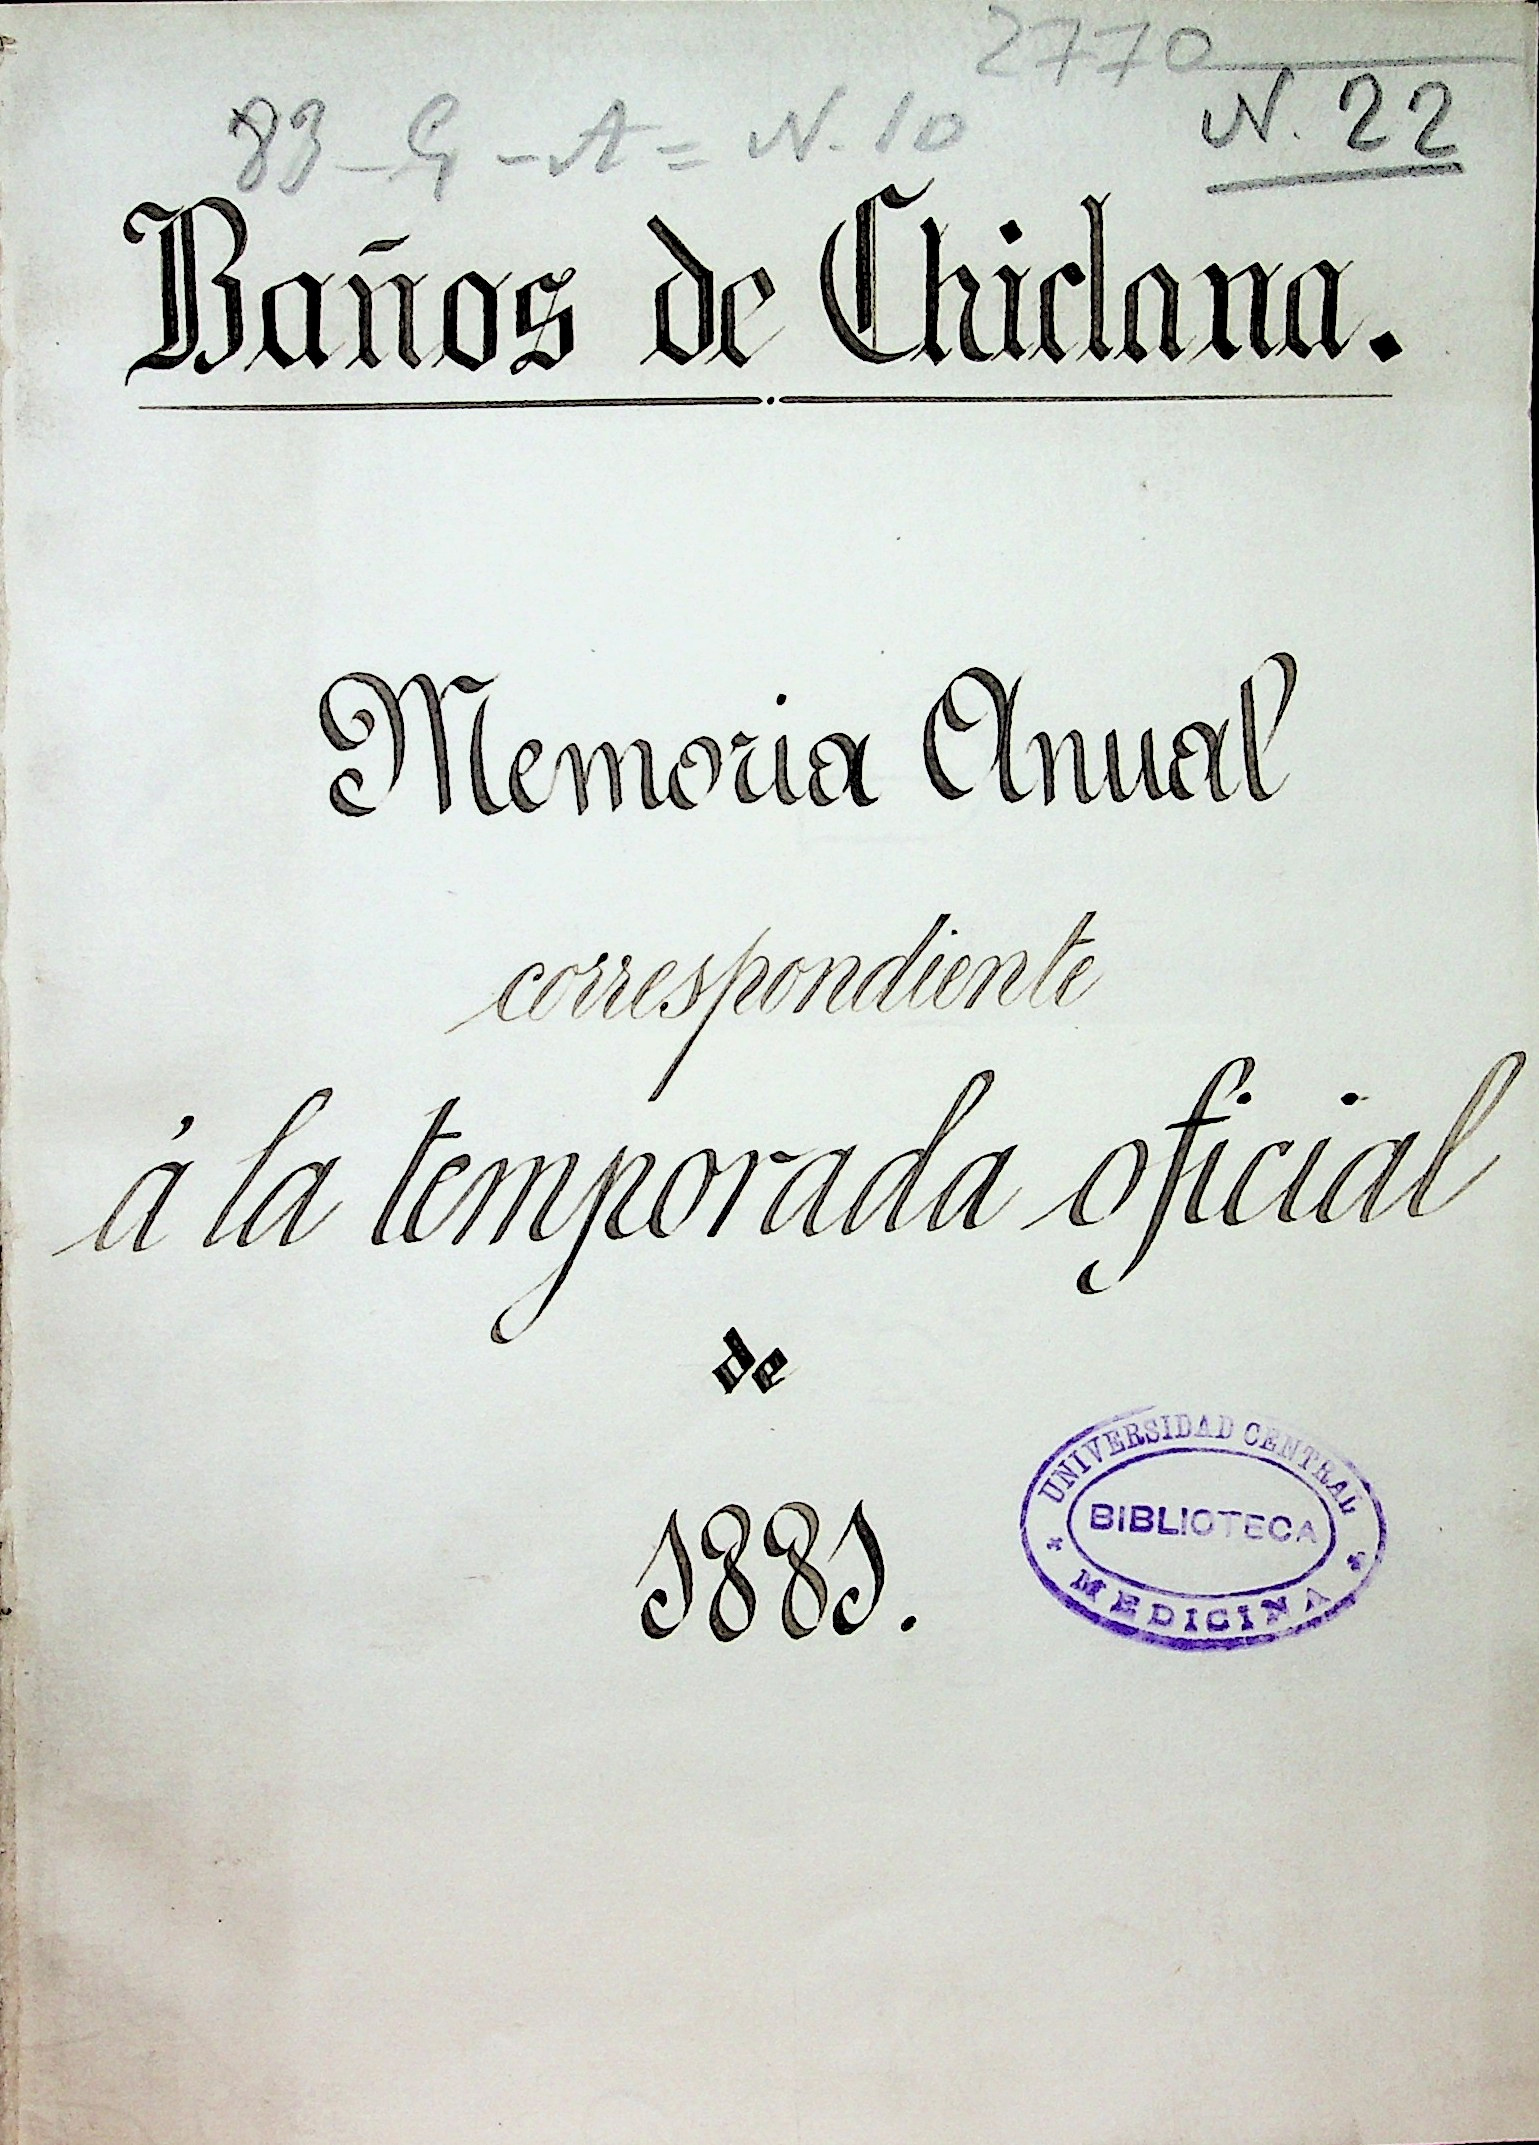 2770
83-G-A=N.10
N. 22
Baños de Chiclana.
Memoria Anual
correspondiente
á la temporada oficial
de
1881.
UNIVERSIDAD CENTRAL
BIBLIOTECA
MEDICINA